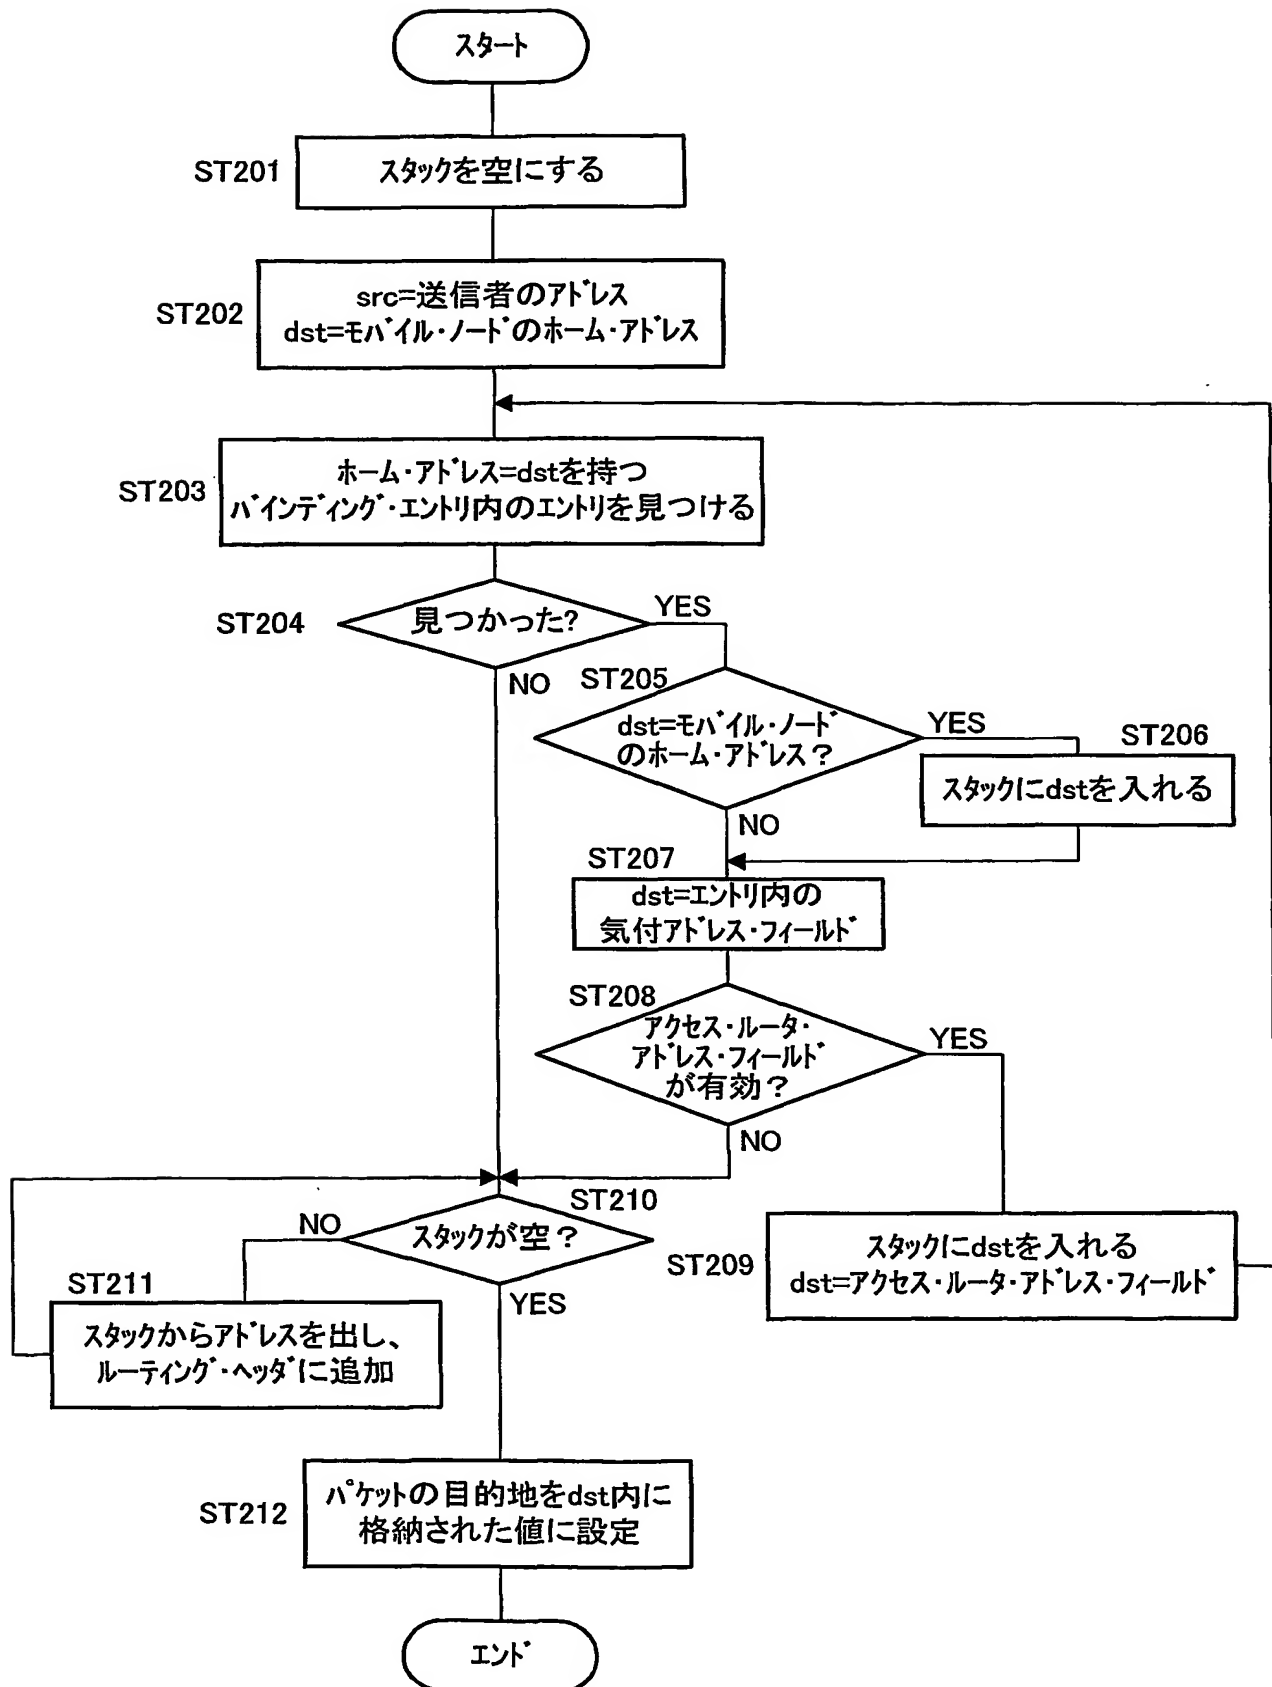 スタート
ST201
スタックを空にする
ST202
src=送信者のアドレス
dst=モバイル・ノードのホーム・アドレス
ST203
ホーム・アドレス=dstを持つ
バインディング・エントリ内のエントリを見つける
ST204
見つかった?
YES
NO
ST205
dst=モバイル・ノード
のホーム・アドレス?
YES
NO
ST206
スタックにdstを入れる
ST207
dst=エントリ内の
気付アドレス・フィールド
ST208
アクセス・ルータ・
アドレス・フィールド
が有効?
YES
NO
ST209
スタックにdstを入れる
dst=アクセス・ルータ・アドレス・フィールド
ST210
スタックが空?
NO
YES
ST211
スタックからアドレスを出し、
ルーティング・ヘッダに追加
ST212
パケットの目的地をdst内に
格納された値に設定
エンド